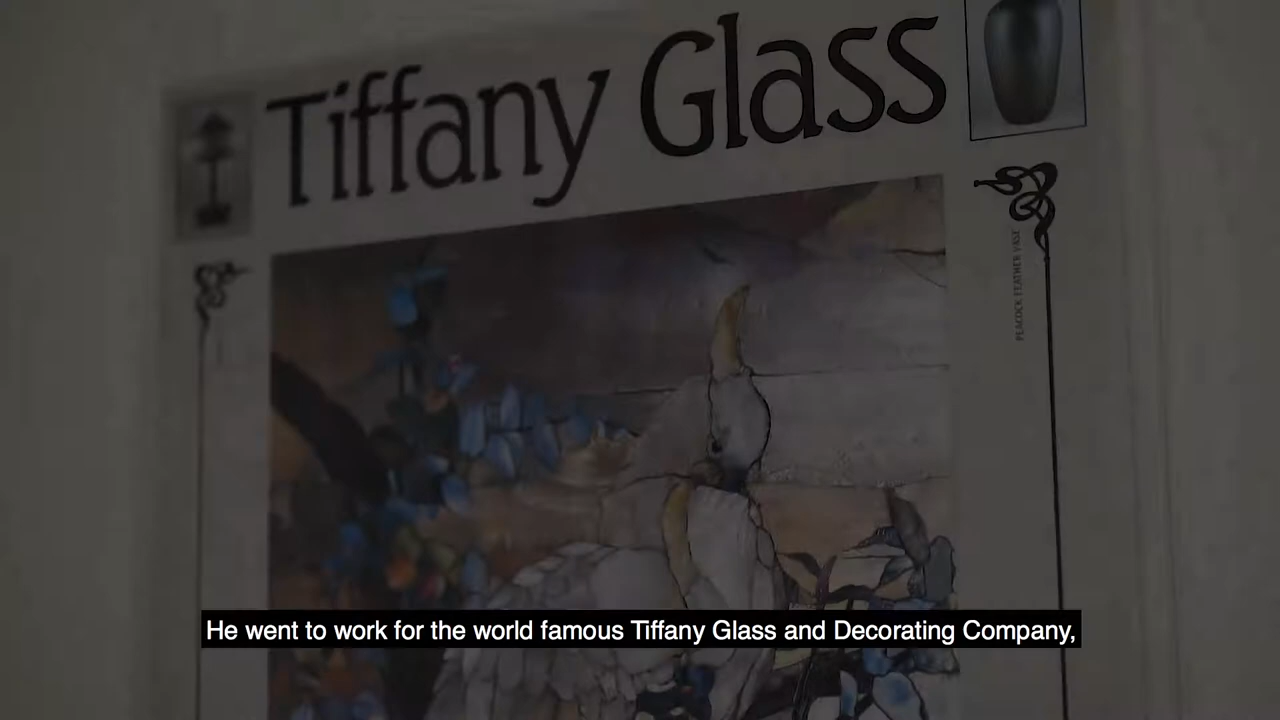 Tiffany Glass
PEACOCK FEATHER VASE
He went to work for the world famous Tiffany Glass and Decorating Company,